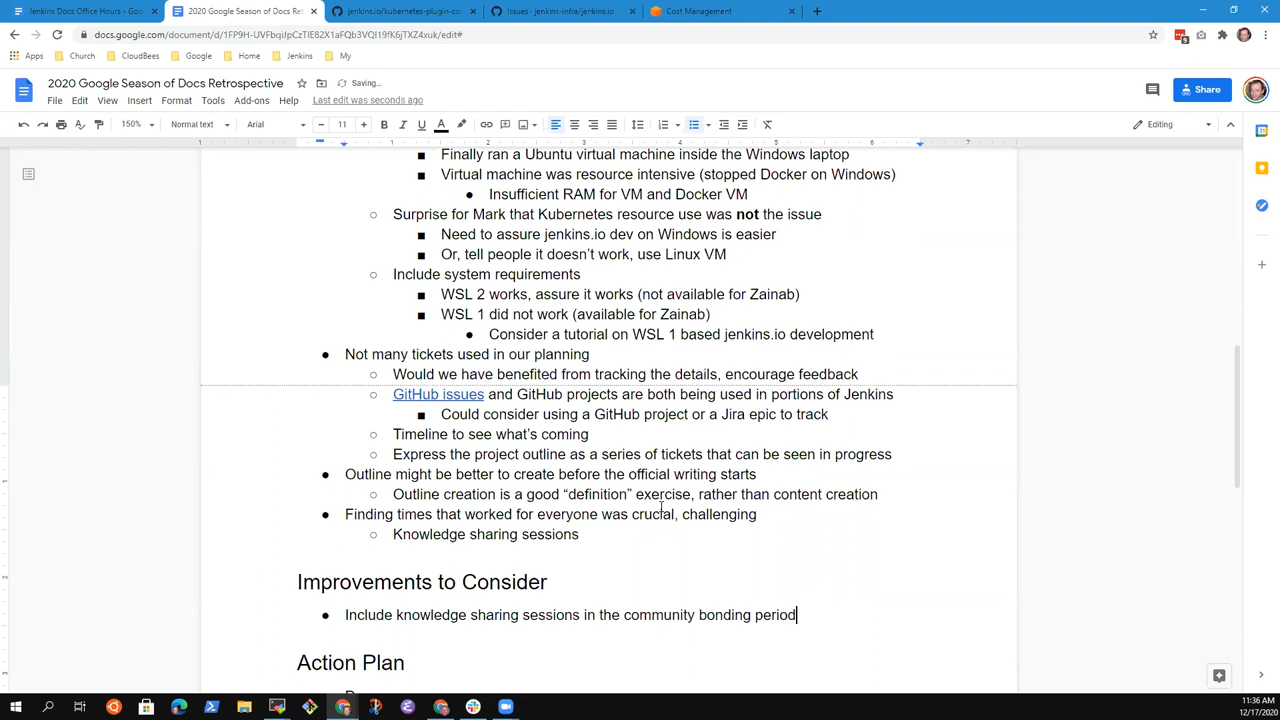 Jenkins Docs Office Hours - Goo
2020 Google Season of Docs Ret
jenkins.io/kubernetes-plugin-co
Issues · jenkins-infra/jenkins.io
Cost Management
docs.google.com/document/d/1FP9H-UVFbqiJpCzTlE82X1aFQb3VQI19fK6jTXZ4xuk/edit#
Apps Church CloudBees Google Home Jenkins My
2020 Google Season of Docs Retrospective Saving...
Share
File Edit View Insert Format Tools Add-ons Help Last edit was seconds ago
150% Normal text Arial 11 Editing
Finally ran a Ubuntu virtual machine inside the Windows laptop
Virtual machine was resource intensive (stopped Docker on Windows)
Insufficient RAM for VM and Docker VM
Surprise for Mark that Kubernetes resource use was not the issue
Need to assure jenkins.io dev on Windows is easier
Or, tell people it doesn’t work, use Linux VM
Include system requirements
WSL 2 works, assure it works (not available for Zainab)
WSL 1 did not work (available for Zainab)
Consider a tutorial on WSL 1 based jenkins.io development
Not many tickets used in our planning
Would we have benefited from tracking the details, encourage feedback
GitHub issues and GitHub projects are both being used in portions of Jenkins
Could consider using a GitHub project or a Jira epic to track
Timeline to see what’s coming
Express the project outline as a series of tickets that can be seen in progress
Outline might be better to create before the official writing starts
Outline creation is a good “definition” exercise, rather than content creation
Finding times that worked for everyone was crucial, challenging
Knowledge sharing sessions
Improvements to Consider
Include knowledge sharing sessions in the community bonding period
Action Plan
11:36 AM
12/17/2020